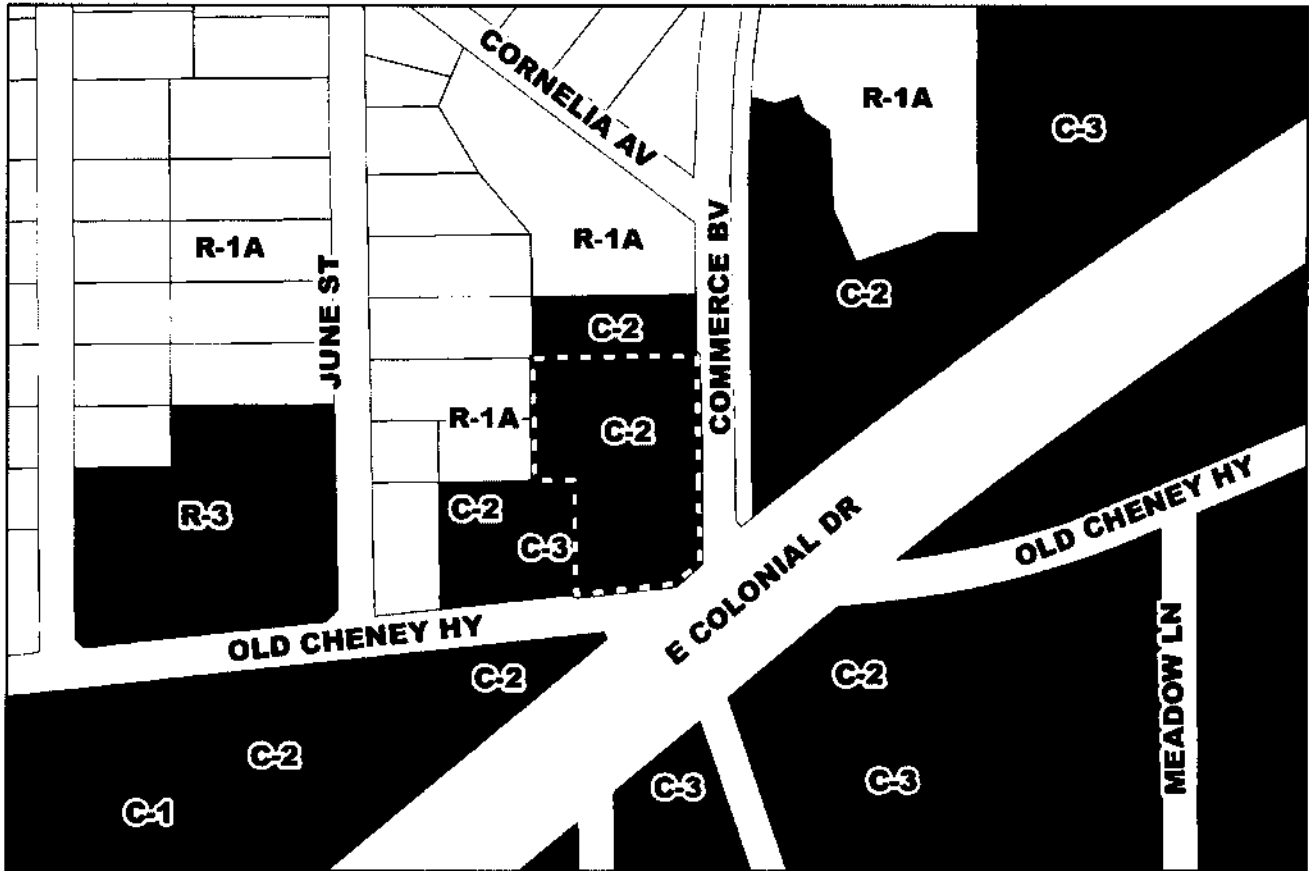 CORNELIA AV
R-1A
C-3
R-1A
R-1A
JUNE ST
COMMERCE BV
C-2
C-2
R-1A
C-2
R-3
C-2
C-3
E COLONIAL DR
OLD CHENEY HY
OLD CHENEY HY
MEADOW LN
C-2
C-2
C-2
C-3
C-3
C-1